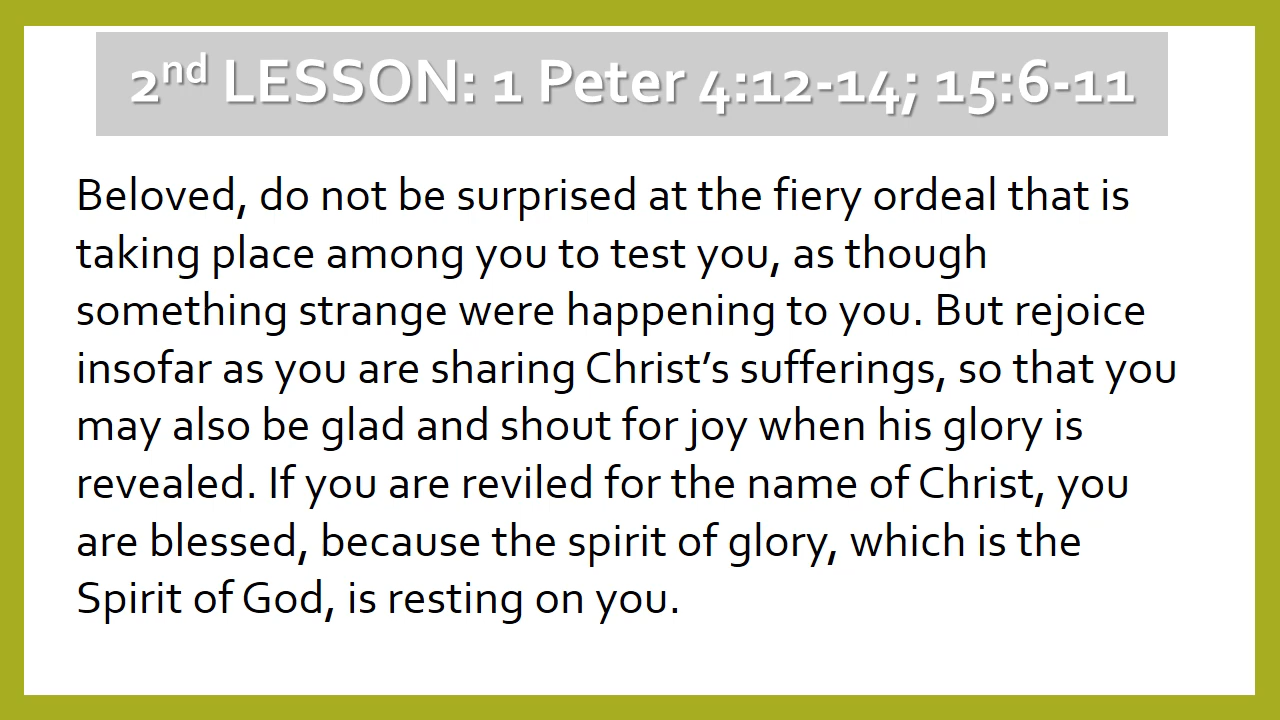 2nd LESSON: 1 Peter 4:12-14; 15:6-11
Beloved, do not be surprised at the fiery ordeal that is
taking place among you to test you, as though
something strange were happening to you. But rejoice
insofar as you are sharing Christ’s sufferings, so that you
may also be glad and shout for joy when his glory is
revealed. If you are reviled for the name of Christ, you
are blessed, because the spirit of glory, which is the
Spirit of God, is resting on you.